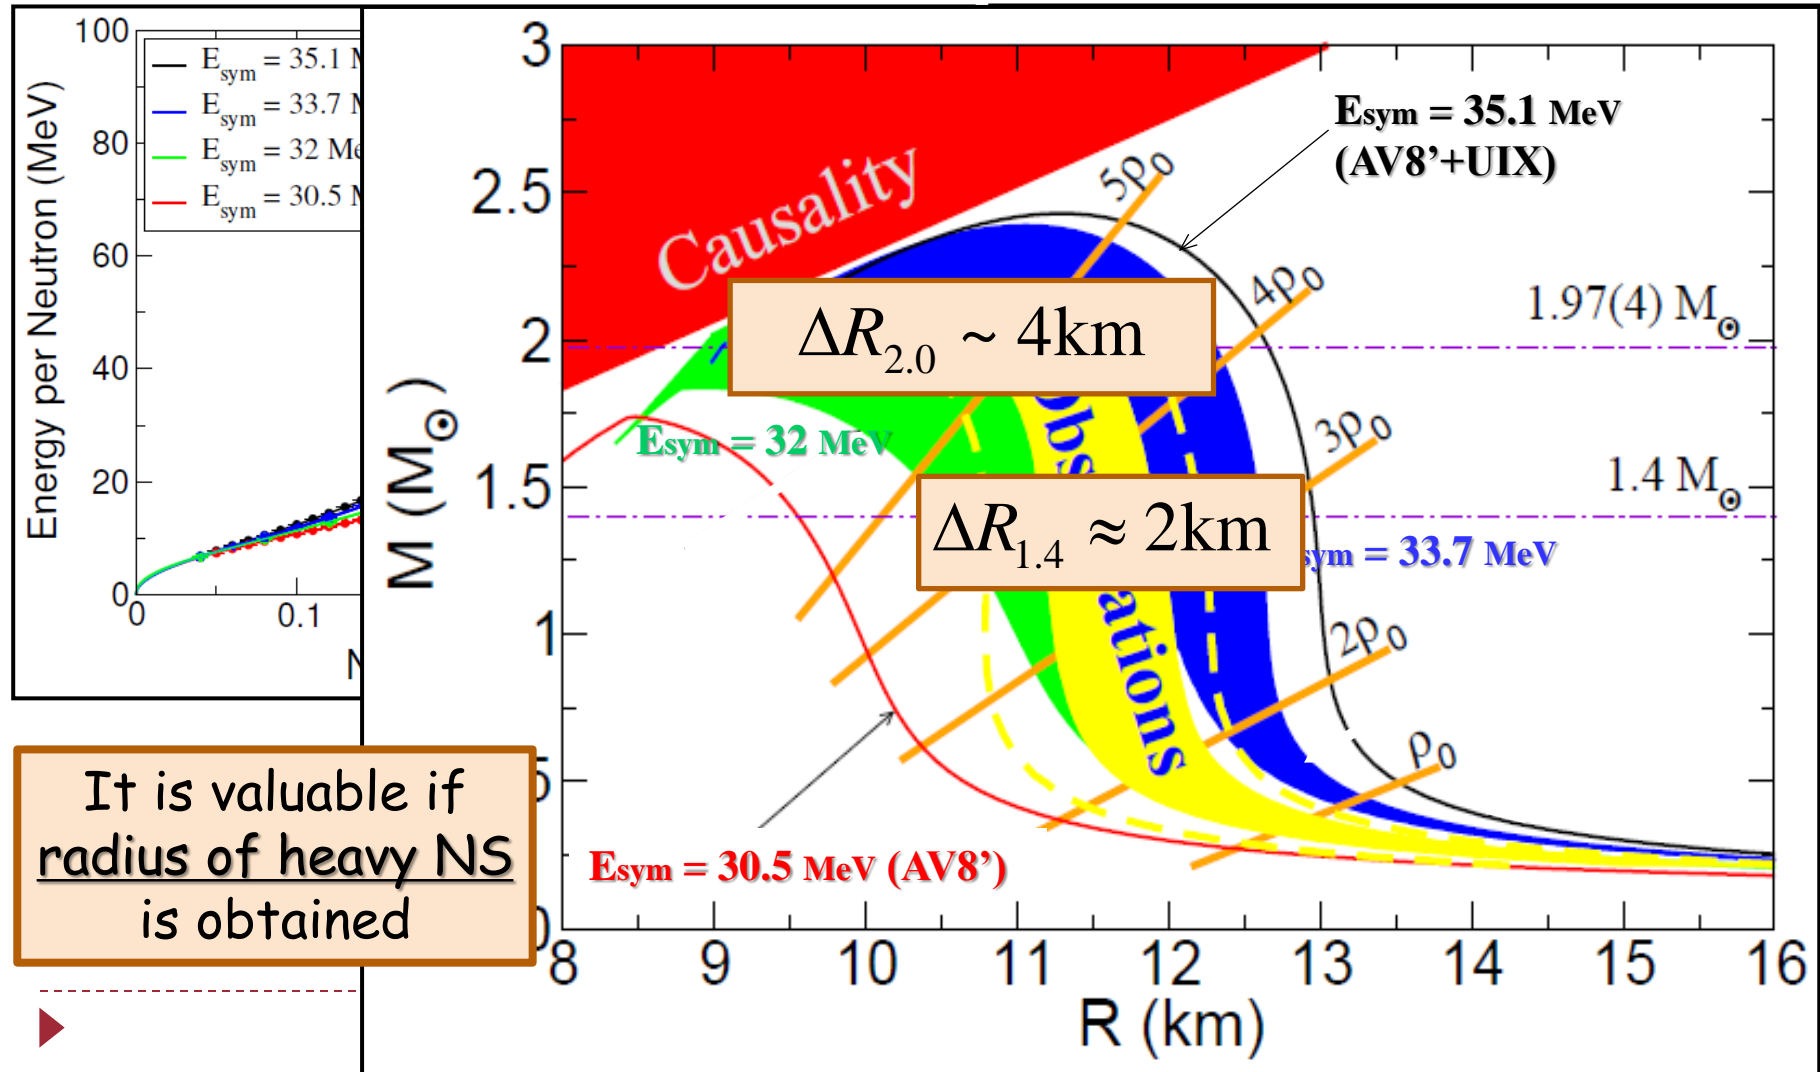 100
80
60
40
20
0
0
0.1
Energy per Neutron (MeV)
E_sym = 35.1
E_sym = 33.7
E_sym = 32 Me
E_sym = 30.5
It is valuable if
radius of heavy NS
is obtained
3
2.5
2
1.5
1
5
0
M (M⊙)
8
9
10
11
12
13
14
15
16
R (km)
Causality
5ρ0
4ρ0
3ρ0
2ρ0
ρ0
Esym = 35.1 MeV
(AV8’+UIX)
1.97(4) M⊙
ΔR2.0 ~ 4km
Esym = 32 MeV
1.4 M⊙
ΔR1.4 ≈ 2km
sym = 33.7 MeV
Esym = 30.5 MeV (AV8’)